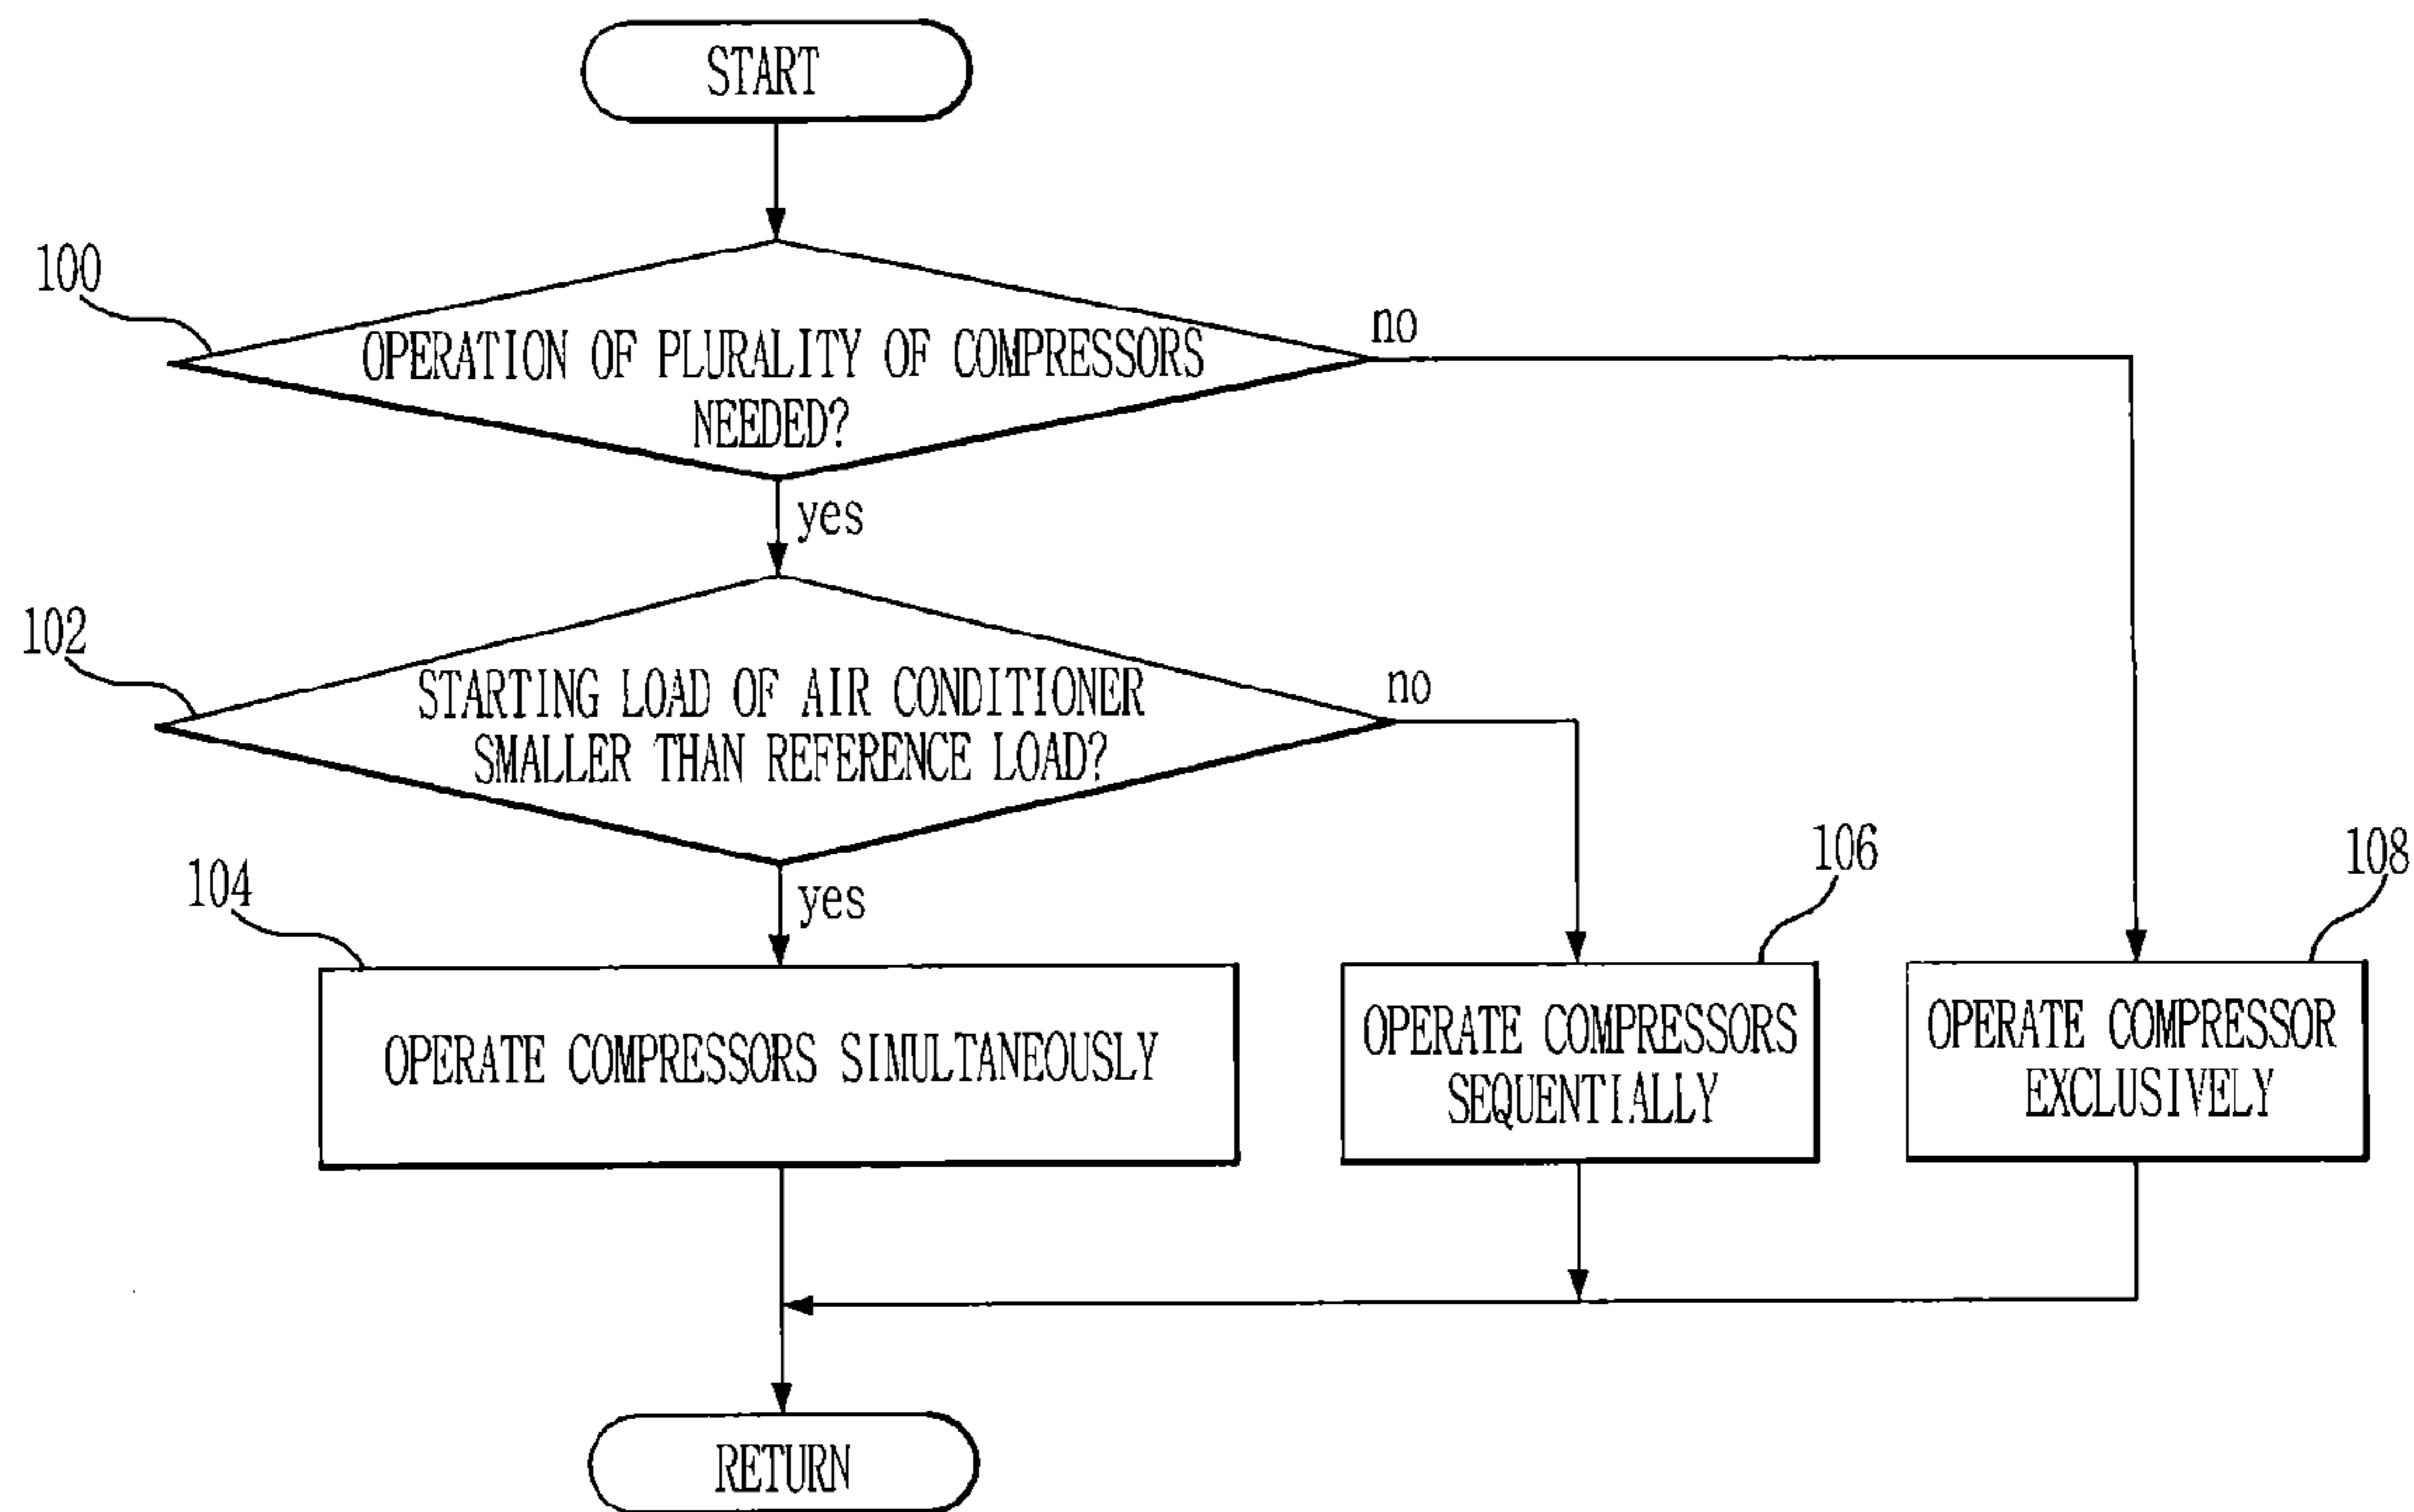 START
100
OPERATION OF PLURALITY OF COMPRESSORS
NEEDED?
no
yes
102
STARTING LOAD OF AIR CONDITIONER
SMALLER THAN REFERENCE LOAD?
no
yes
104
OPERATE COMPRESSORS SIMULTANEOUSLY
106
OPERATE COMPRESSORS
SEQUENTIALLY
108
OPERATE COMPRESSOR
EXCLUSIVELY
RETURN